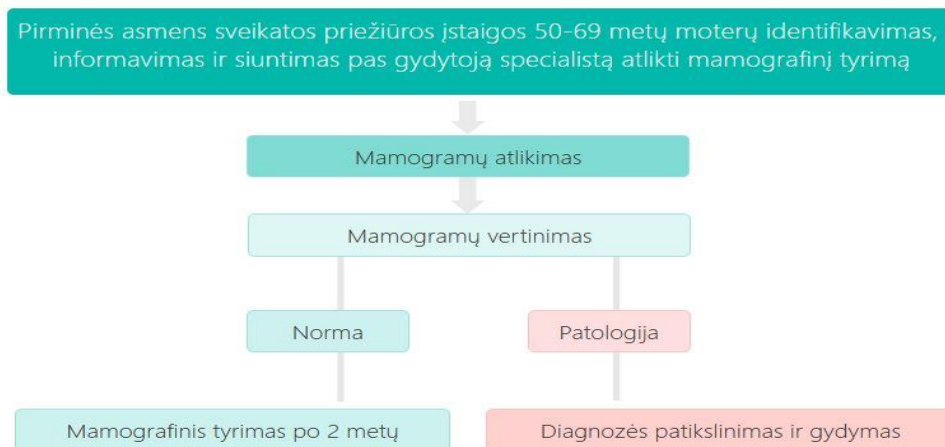 Pirminės asmens sveikatos priežiūros įstaigos 50-69 metų moterų identifikavimas,
informavimas ir siuntimas pas gydytoją specialistą atlikti mamografinį tyrimą
Mamogramų atlikimas
Mamogramų vertinimas
Norma
Patologija
Mamografinis tyrimas po 2 metų
Diagnozės patikslinimas ir gydymas